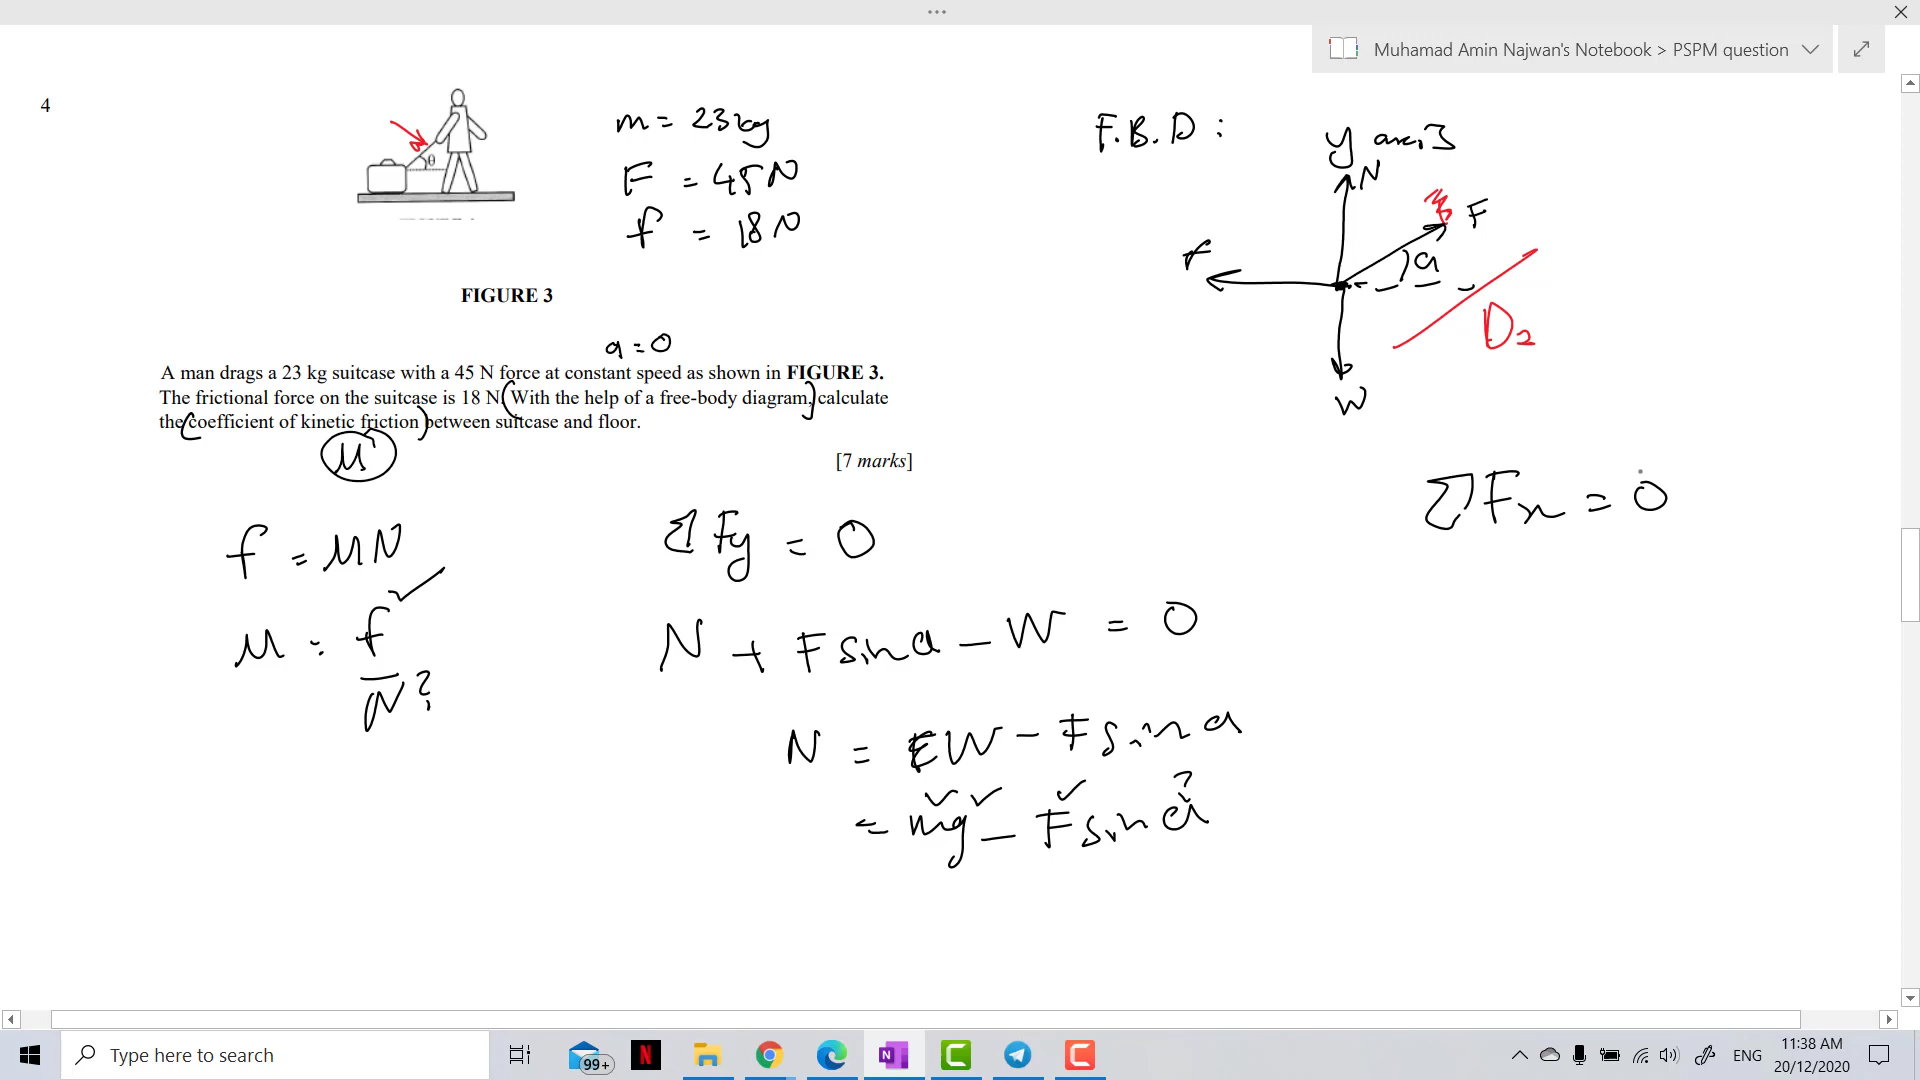 Muhamad Amin Najwan's Notebook > PSPM question
4
θ
m = 23 kg
F = 45 N
f = 18 N
F.B.D :
y axis
N
F
f
a
D2
W
FIGURE 3
a = 0
A man drags a 23 kg suitcase with a 45 N force at constant speed as shown in FIGURE 3.
The frictional force on the suitcase is 18 N. (With the help of a free-body diagram,) calculate
the (coefficient of kinetic friction) between suitcase and floor.
μ
[7 marks]
f = μN
μ = f
N ?
ΣFy = 0
N + F sin a - W = 0
N = W - F sin a
= mg - F sin a ?
ΣFx = 0
Type here to search
99+
ENG
11:38 AM
20/12/2020